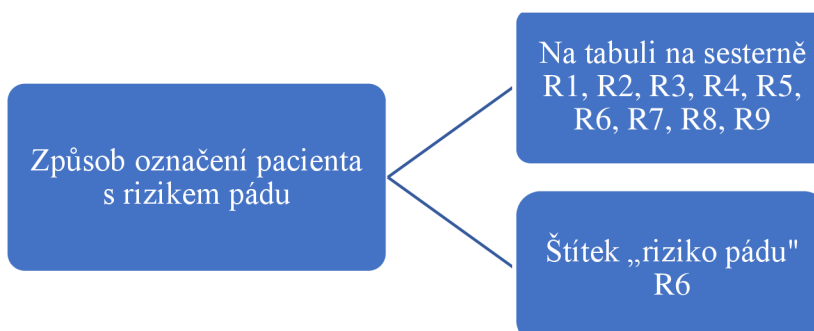 Způsob označení pacienta
s rizikem pádu
Na tabuli na sesterně
R1, R2, R3, R4, R5,
R6, R7, R8, R9
Štítek „riziko pádu"
R6